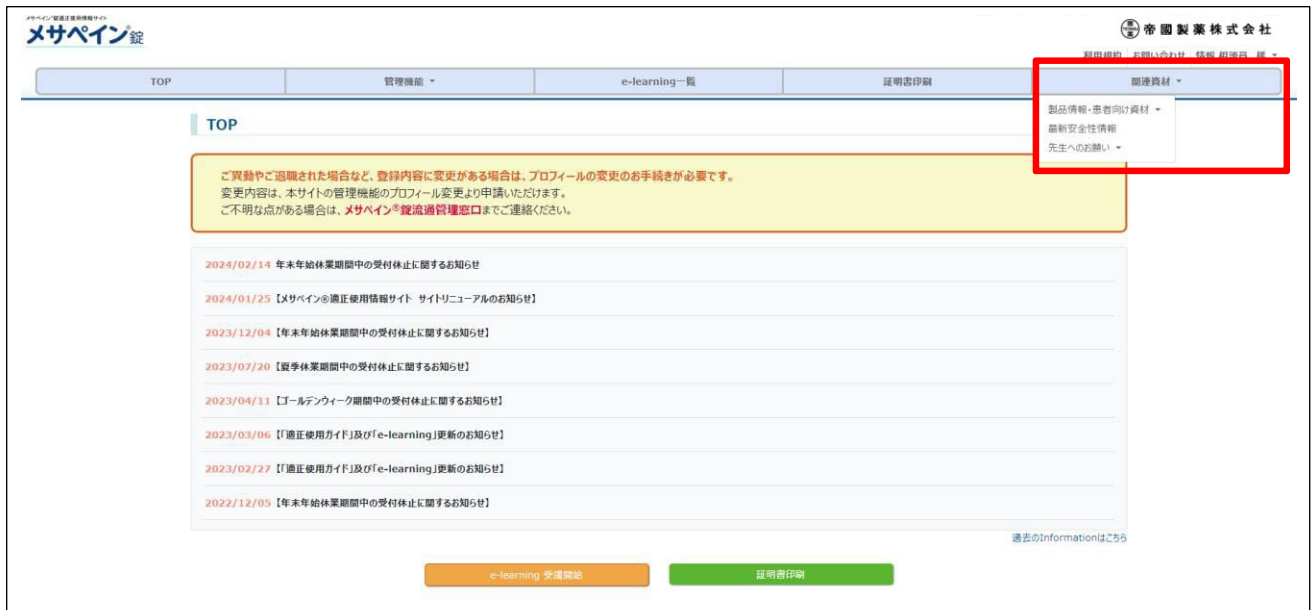 メサペイン®錠適正使用情報サイト
メサペイン錠
帝國製薬株式会社
利用規約 お問い合わせ 情報 相談員 様
TOP 管理機能 e-learning一覧 証明書印刷 関連資材
製品情報・患者向け資材
最新安全性情報
先生へのお願い
TOP
ご異動やご退職された場合など、登録内容に変更がある場合は、プロフィールの変更のお手続きが必要です。
変更内容は、本サイトの管理機能のプロフィール変更より申請いただけます。
ご不明な点がある場合は、メサペイン®錠流通管理窓口までご連絡ください。
2024/02/14 年末年始休業期間中の受付休止に関するお知らせ
2024/01/25【メサペイン®適正使用情報サイト サイトリニューアルのお知らせ】
2023/12/04【年末年始休業期間中の受付休止に関するお知らせ】
2023/07/20【夏季休業期間中の受付休止に関するお知らせ】
2023/04/11【ゴールデンウィーク期間中の受付休止に関するお知らせ】
2023/03/06【「適正使用ガイド」及び「e-learning」更新のお知らせ】
2023/02/27【「適正使用ガイド」及び「e-learning」更新のお知らせ】
2022/12/05【年末年始休業期間中の受付休止に関するお知らせ】
過去のInformationはこちら
e-learning 受講開始 証明書印刷